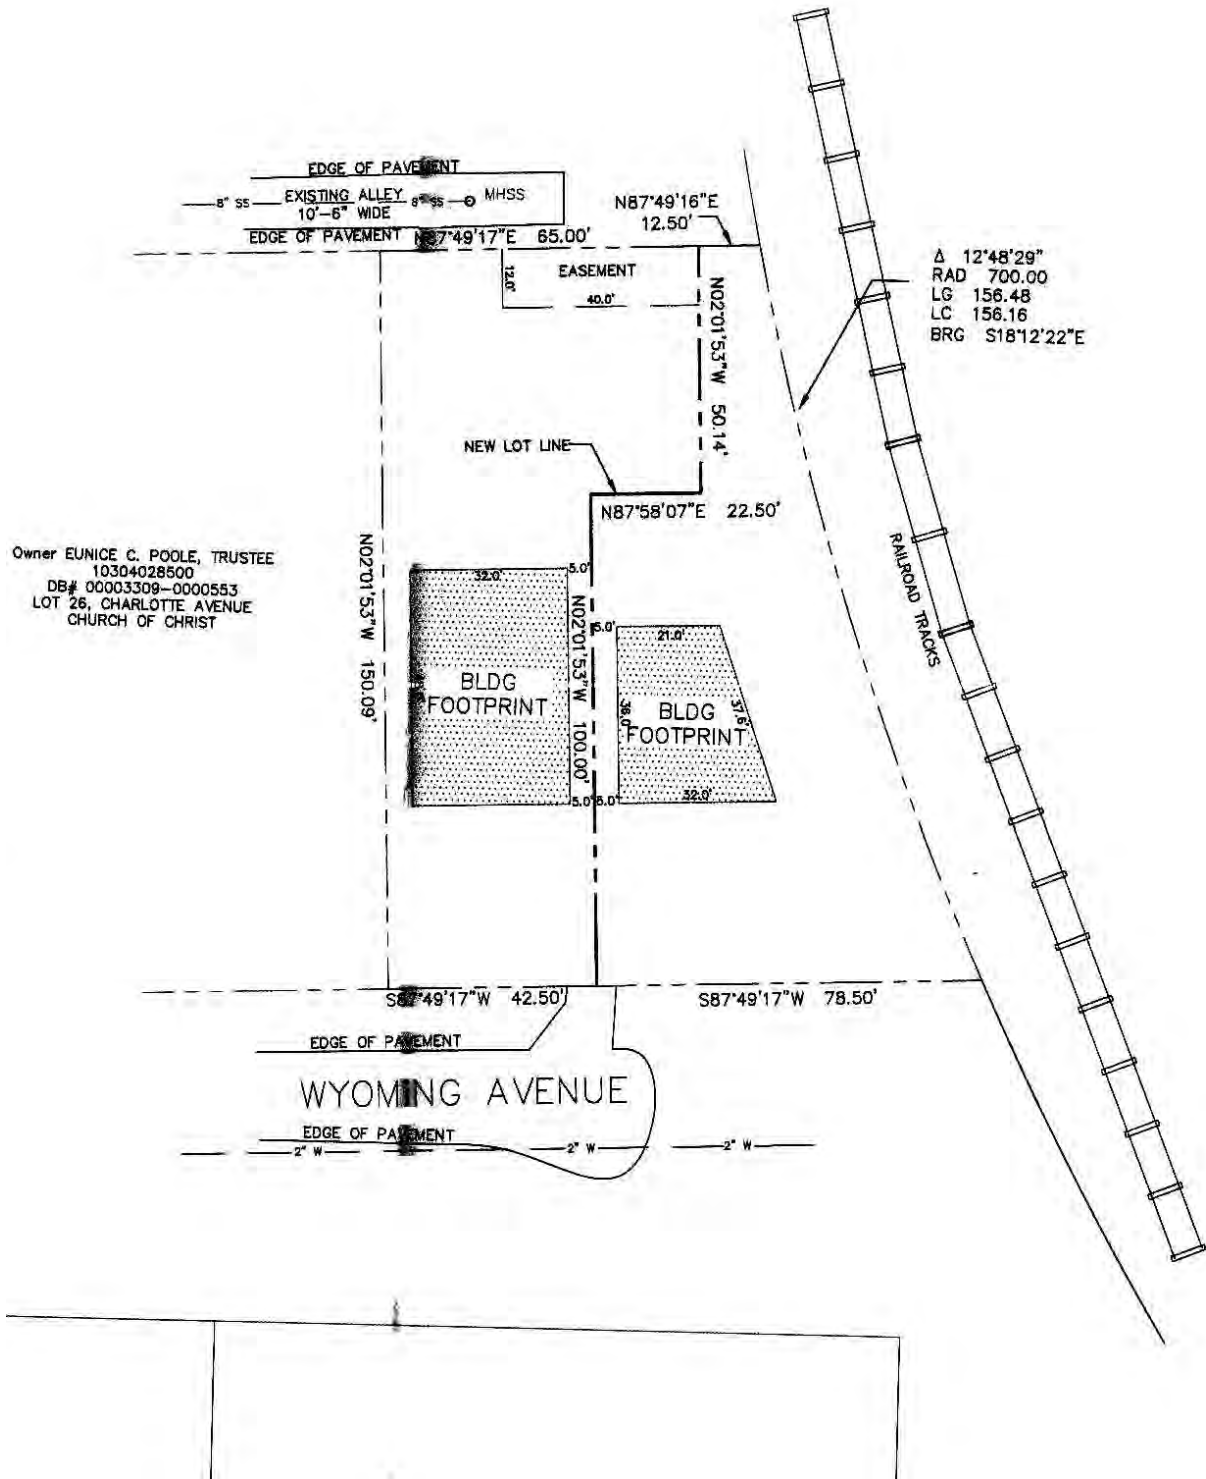 EDGE OF PAVEMENT
8" SS
EXISTING ALLEY
8" SS
MHSS
10'-6" WIDE
EDGE OF PAVEMENT
N87°49'17"E 65.00'
N87°49'16"E
12.50'
12.0'
EASEMENT
40.0'
Δ 12°48'29"
RAD 700.00
LG 156.48
LC 156.16
BRG S18°12'22"E
N02°01'53"W 50.14'
NEW LOT LINE
N87°58'07"E 22.50'
Owner EUNICE C. POOLE, TRUSTEE
10304028500
DB# 00003309-0000553
LOT 26, CHARLOTTE AVENUE
CHURCH OF CHRIST
N02°01'53"W 150.09'
32.0'
5.0'
N02°01'53"W 100.00'
BLDG
FOOTPRINT
5.0'
5.0'
21.0'
36.0'
37.6'
BLDG
FOOTPRINT
5.0'
32.0'
RAILROAD TRACKS
S87°49'17"W 42.50'
S87°49'17"W 78.50'
EDGE OF PAVEMENT
WYOMING AVENUE
EDGE OF PAVEMENT
2" W
2" W
2" W